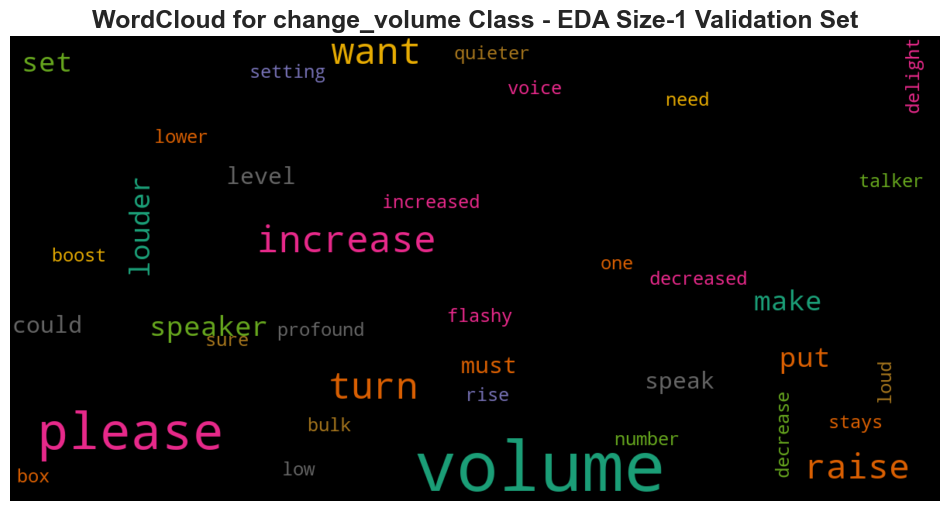 WordCloud for change_volume Class - EDA Size-1 Validation Set
set
want
quieter
delight
setting
voice
need
lower
level
talker
louder
increased
increase
boost
one
decreased
make
could
speaker
flashy
profound
sure
put
must
turn
speak
loud
rise
please
bulk
decrease
stays
number
volume
raise
low
box